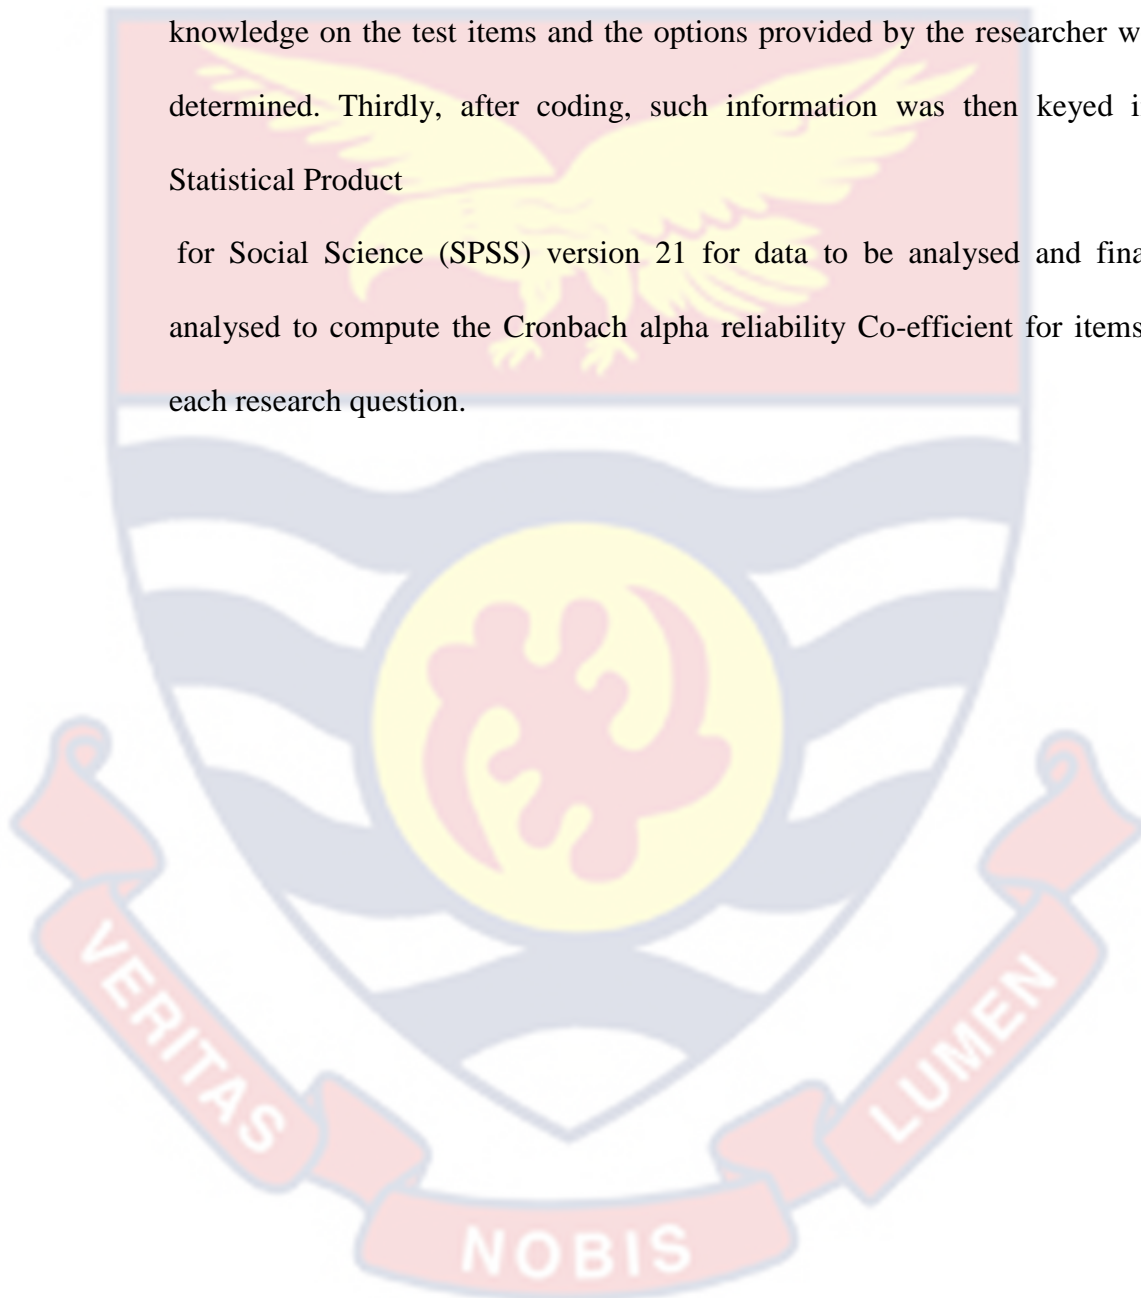 knowledge on the test items and the options provided by the researcher
determined. Thirdly, after coding, such information was then keyed
Statistical Product
for Social Science (SPSS) version 21 for data to be analysed and
analysed to compute the Cronbach alpha reliability Co-efficient for items
each research question.
VERITAS
NOBIS
LUMEN